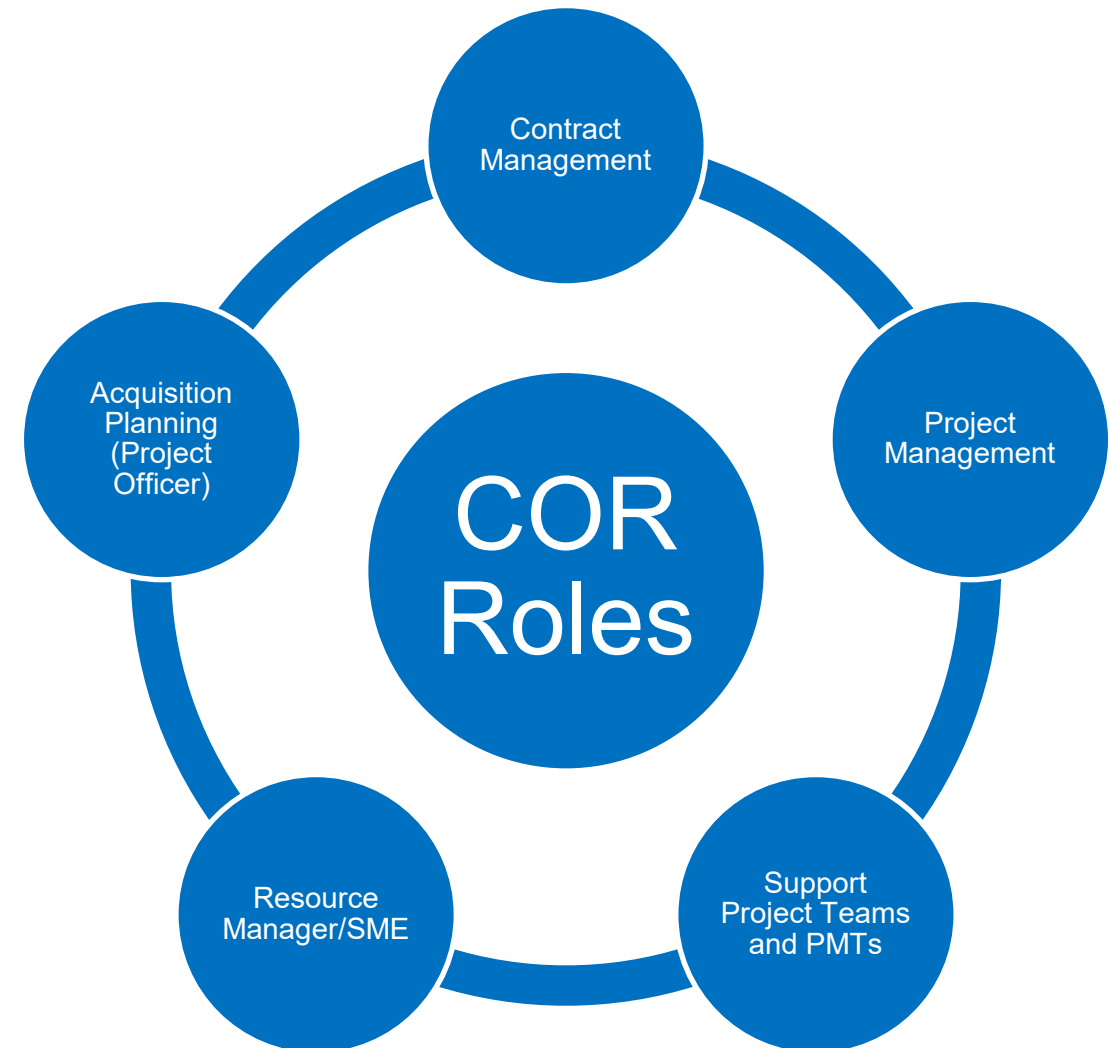 Contract
Management
Project
Management
Support
Project Teams
and PMTs
Resource
Manager/SME
Acquisition
Planning
(Project
Officer)
COR
Roles